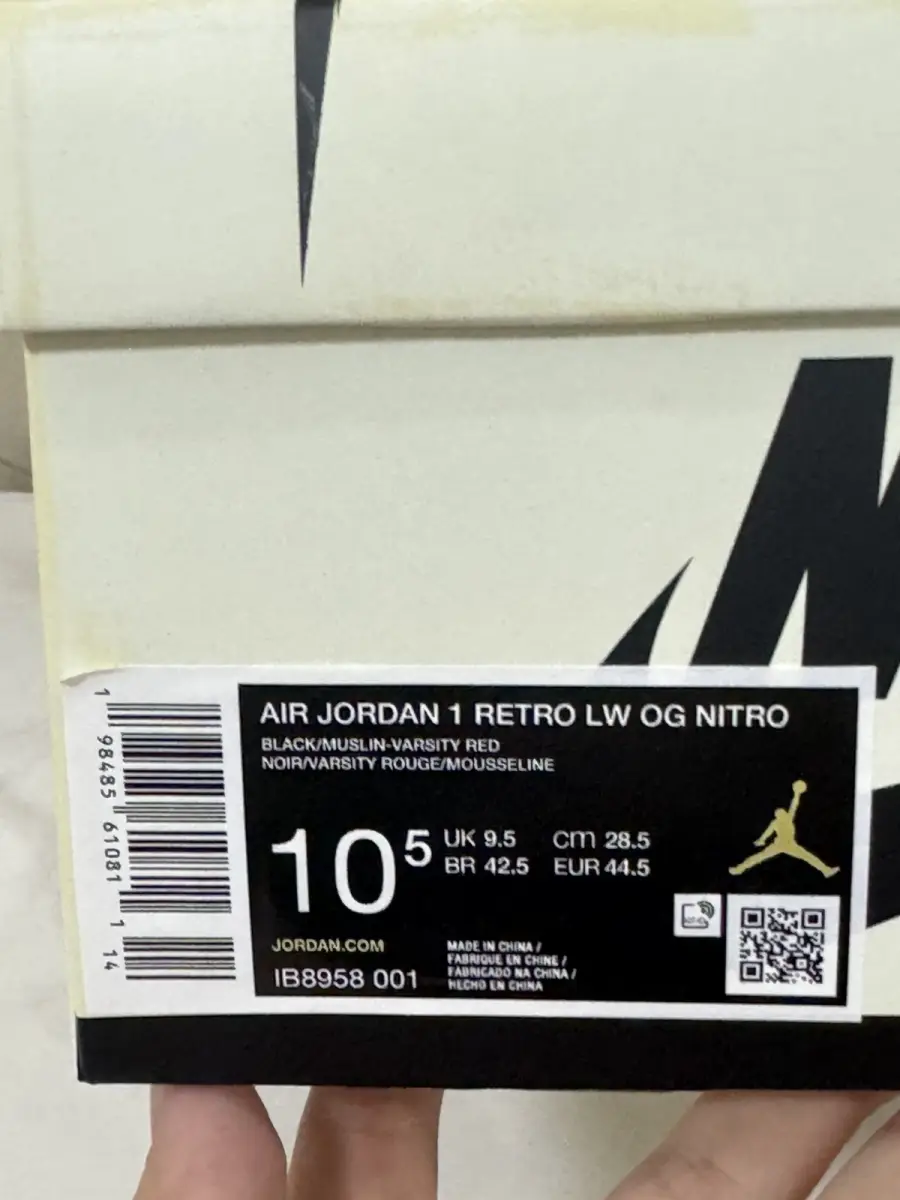 AIR JORDAN 1 RETRO LW OG NITRO
BLACK/MUSLIN-VARSITY RED
NOIR/VARSITY ROUGE/MOUSSELINE
10⁵
UK 9.5 cm 28.5
BR 42.5 EUR 44.5
JORDAN.COM
IB8958 001
MADE IN CHINA /
FABRIQUE EN CHINE /
FABRICADO NA CHINA /
HECHO EN CHINA
1 98485 61081 1 14